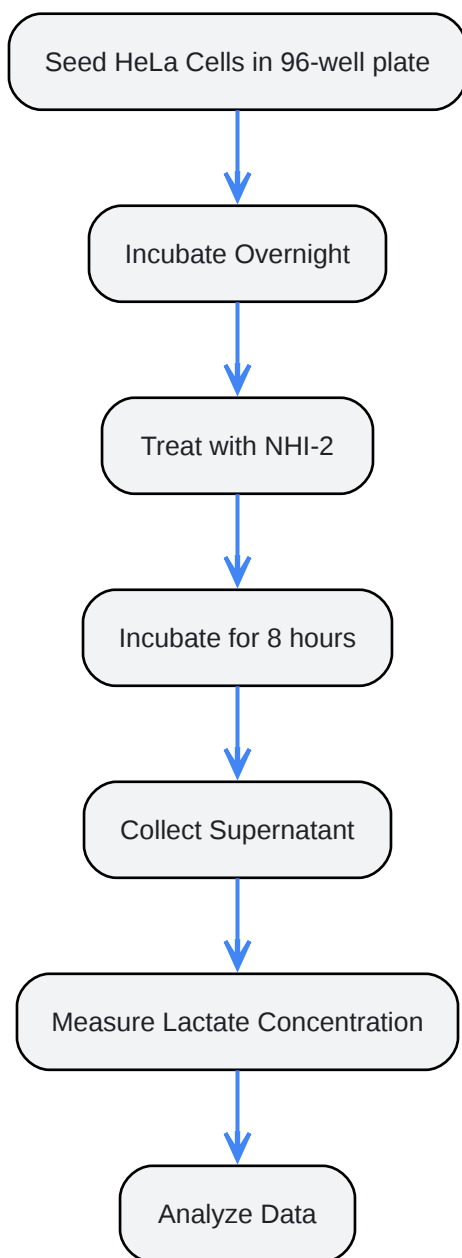 Seed HeLa Cells in 96-well plate
Incubate Overnight
Treat with NHI-2
Incubate for 8 hours
Collect Supernatant
Measure Lactate Concentration
Analyze Data